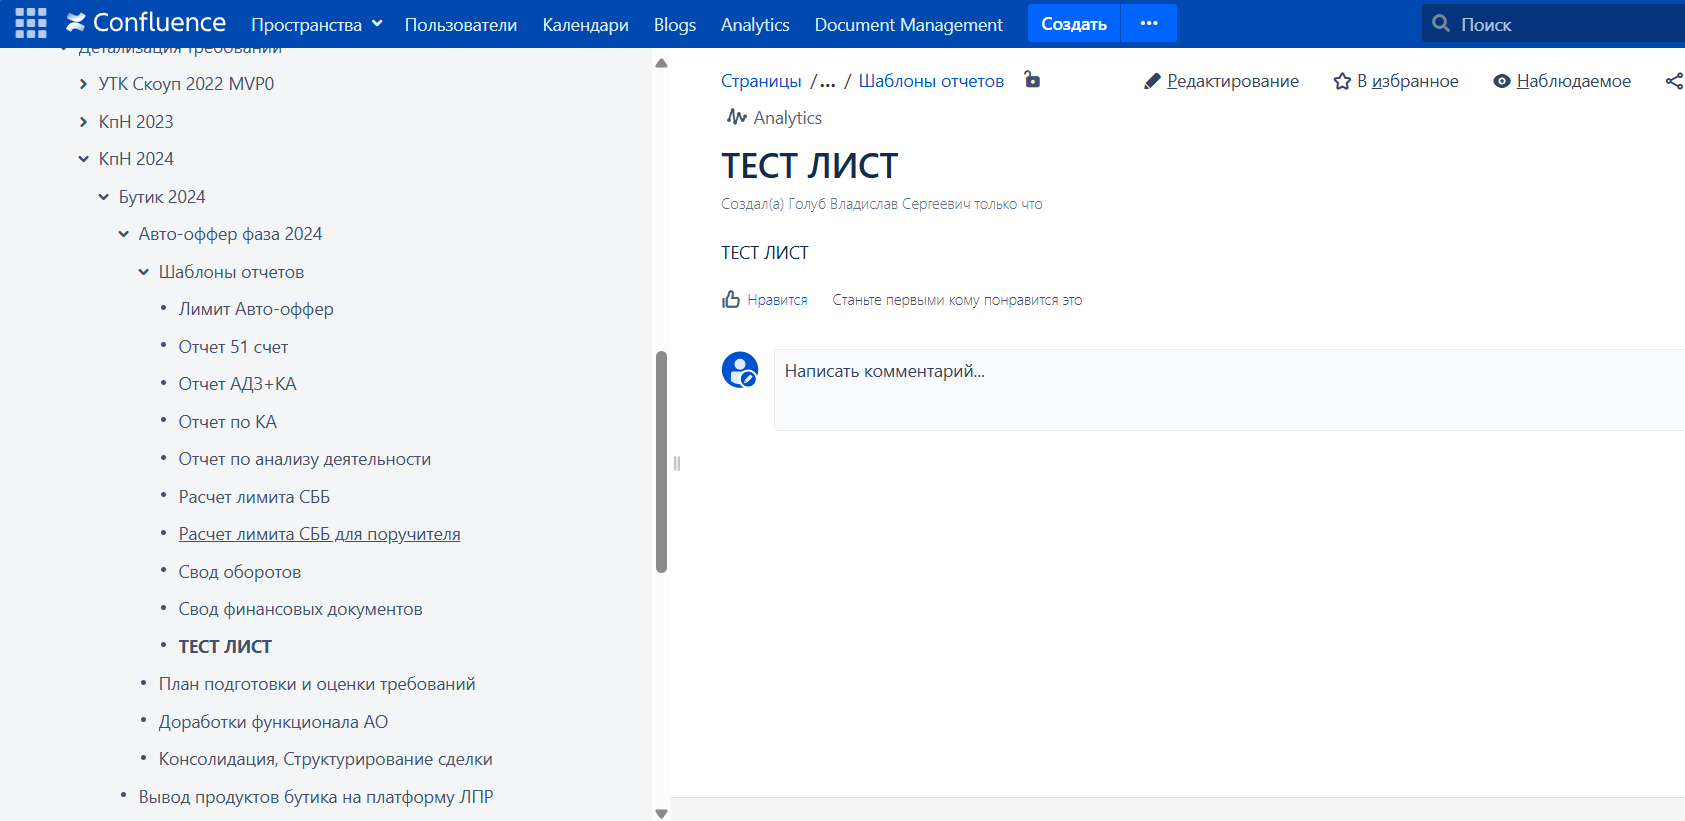 Confluence Пространства Пользователи Календари Blogs Analytics Document Management Создать ••• Поиск
Детализация требований
УТК Скоуп 2022 MVP0
КпН 2023
КпН 2024
Бутик 2024
Авто-оффер фаза 2024
Шаблоны отчетов
Лимит Авто-оффер
Отчет 51 счет
Отчет АДЗ+КА
Отчет по КА
Отчет по анализу деятельности
Расчет лимита СББ
Расчет лимита СББ для поручителя
Свод оборотов
Свод финансовых документов
ТЕСТ ЛИСТ
План подготовки и оценки требований
Доработки функционала АО
Консолидация, Структурирование сделки
Вывод продуктов бутика на платформу ЛПР
Страницы /... / Шаблоны отчетов Редактирование В избранное Наблюдаемое
Analytics
ТЕСТ ЛИСТ
Создал(а) Голуб Владислав Сергеевич только что
ТЕСТ ЛИСТ
Нравится Станьте первыми кому понравится это
Написать комментарий...